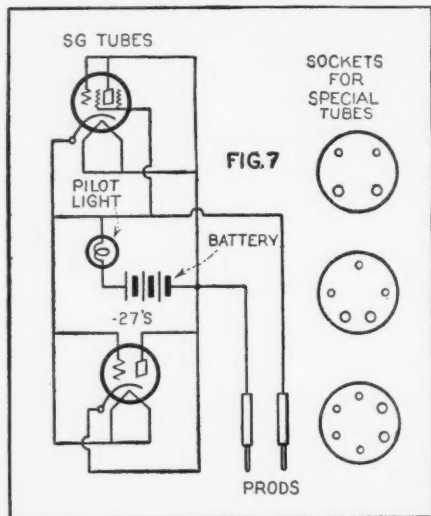 SG TUBES
SOCKETS
FOR
SPECIAL
TUBES
FIG.7
PILOT
LIGHT
BATTERY
-27'S
PRODS